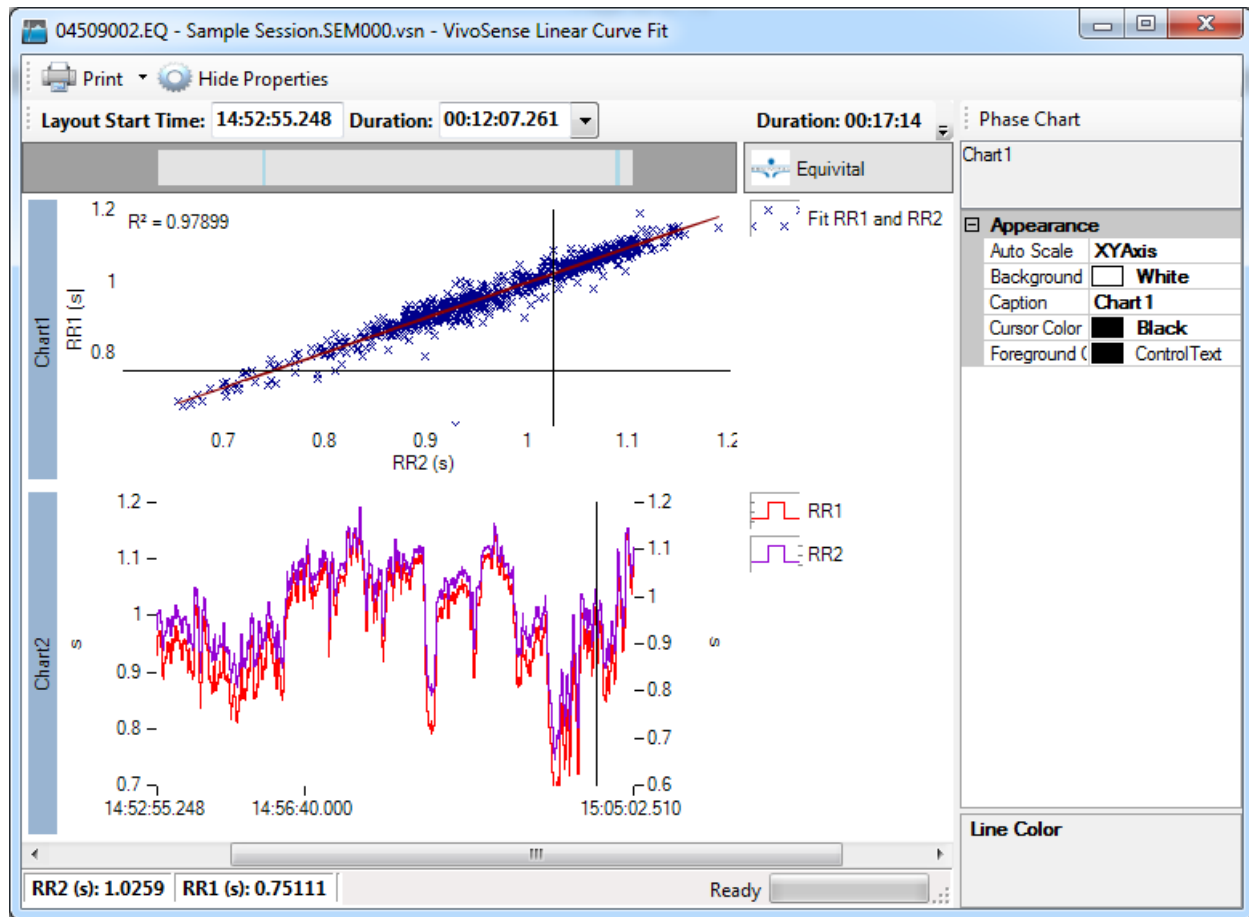 04509002.EQ - Sample Session.SEM000.vsn - VivoSense Linear Curve Fit
Print Hide Properties
Layout Start Time: 14:52:55.248 Duration: 00:12:07.261 Duration: 00:17:14
Phase Chart
Equivital
Chart1
Chart1
R² = 0.97899
Fit RR1 and RR2
1.2
1
0.8
RR1 (s)
0.7 0.8 0.9 1 1.1 1.2
RR2 (s)
Appearance
Auto Scale XYAxis
Background White
Caption Chart1
Cursor Color Black
Foreground ( ControlText
Chart2
1.2
1.1
1
0.9
0.8
0.7
s
1.2
1.1
1
0.9
0.8
0.7
0.6
s
RR1
RR2
14:52:55.248 14:56:40.000 15:05:02.510
Line Color
RR2 (s): 1.0259 RR1 (s): 0.75111 Ready